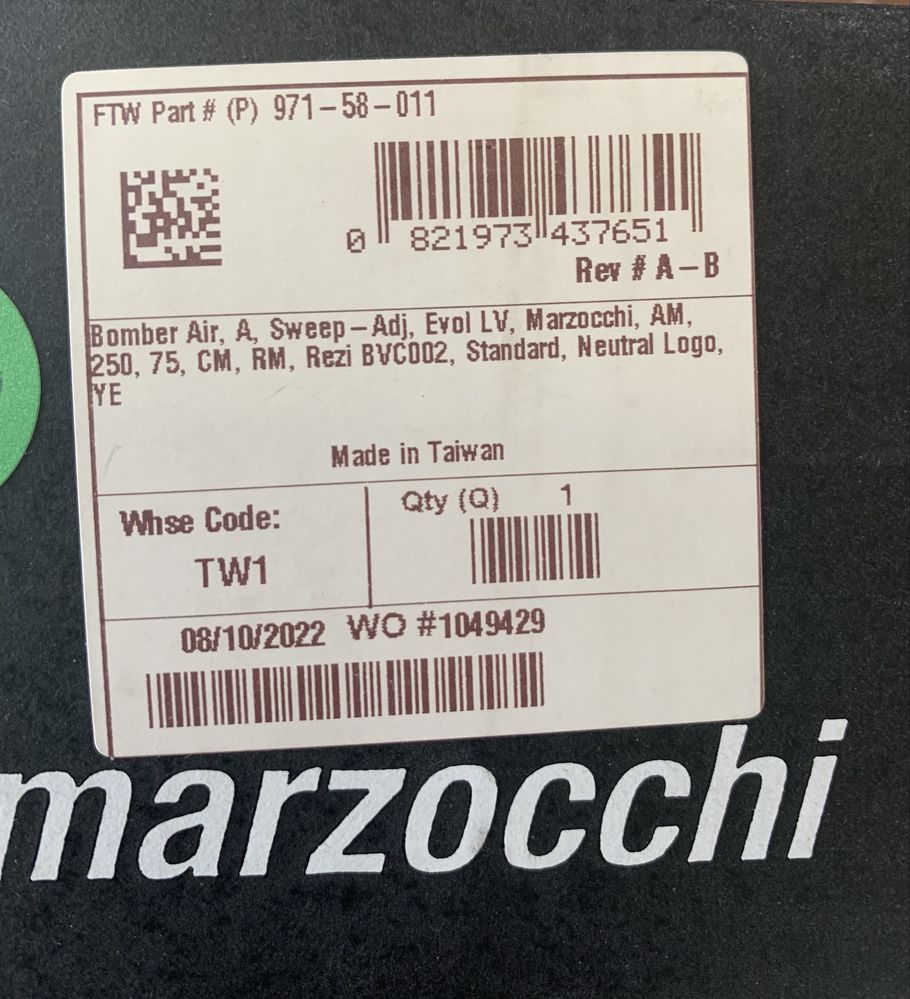 FTW Part # (P) 971-58-011
0 821973 437651
Rev # A-B
Bomber Air, A, Sweep-Adj, Evol LV, Marzocchi, AM,
250, 75, CM, RM, Rezi BVC002, Standard, Neutral Logo,
YE
Made in Taiwan
Whse Code:
TW1
Qty (Q) 1
08/10/2022 WO #1049429
marzocchi